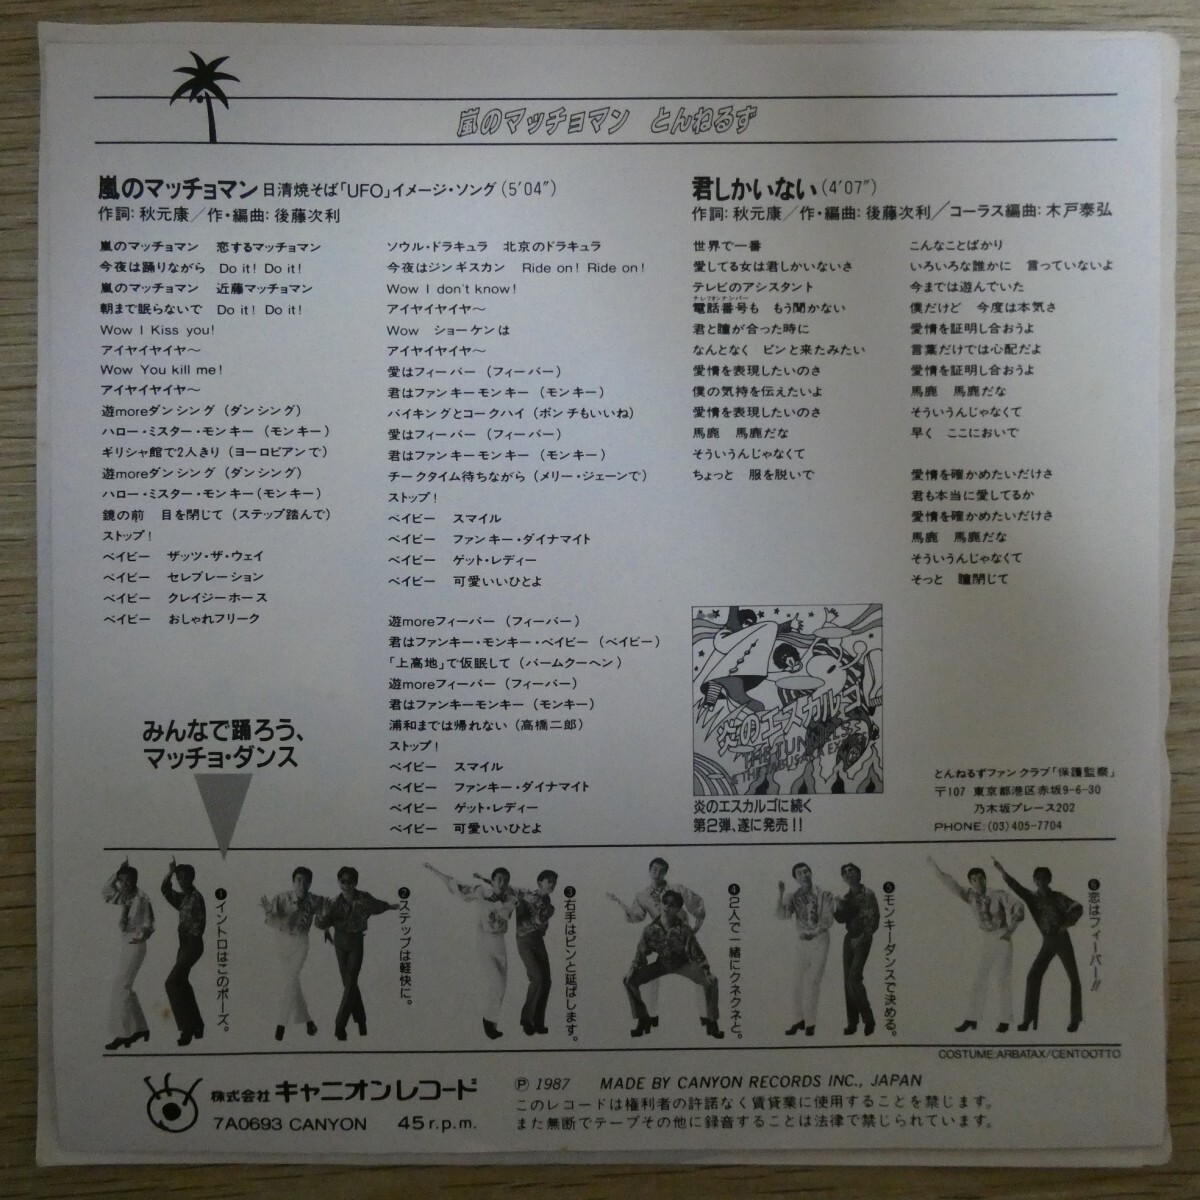 嵐のマッチョマン とんねるず
嵐のマッチョマン 日清焼そば「UFO」イメージ・ソング (5'04")
作詞：秋元康／作・編曲：後藤次利
嵐のマッチョマン 恋するマッチョマン
今夜は踊りながら Do it! Do it!
嵐のマッチョマン 近藤マッチョマン
朝まで眠らないで Do it! Do it!
Wow I Kiss you!
アイヤイヤイヤ〜
Wow You kill me!
アイヤイヤイヤ〜
遊moreダンシング（ダンシング）
ハロー・ミスター・モンキー（モンキー）
ギリシャ館で2人きり（ヨーロピアンで）
遊moreダンシング（ダンシング）
ハロー・ミスター・モンキー（モンキー）
鏡の前 目を閉じて（ステップ踏んで）
ストップ！
ベイビー ザッツ・ザ・ウェイ
ベイビー セレブレーション
ベイビー クレイジーホース
ベイビー おしゃれフリーク
ソウル・ドラキュラ 北京のドラキュラ
今夜はジンギスカン Ride on! Ride on!
Wow I don't know!
アイヤイヤイヤ〜
Wow ショーケンは
アイヤイヤイヤ〜
愛はフィーバー（フィーバー）
君はファンキーモンキー（モンキー）
バイキングとコークハイ（ポンチもいいね）
愛はフィーバー（フィーバー）
君はファンキーモンキー（モンキー）
チークタイム待ちながら（メリー・ジェーンで）
ストップ！
ベイビー スマイル
ベイビー ファンキー・ダイナマイト
ベイビー ゲット・レディー
ベイビー 可愛いいひとよ
遊moreフィーバー（フィーバー）
君はファンキー・モンキー・ベイビー（ベイビー）
「上高地」で仮眠して（バームクーヘン）
遊moreフィーバー（フィーバー）
君はファンキーモンキー（モンキー）
浦和までは帰れない（高橋二郎）
ストップ！
ベイビー スマイル
ベイビー ファンキー・ダイナマイト
ベイビー ゲット・レディー
ベイビー 可愛いいひとよ
君しかいない (4'07")
作詞：秋元康／作・編曲：後藤次利／コーラス編曲：木戸泰弘
世界で一番
愛してる女は君しかいないさ
テレビのアシスタント
テレフォンナンバー
電話番号も もう聞かない
君と瞳が合った時に
なんとなく ピンと来たみたい
愛情を表現したいのさ
僕の気持を伝えたいよ
愛情を表現したいのさ
馬鹿 馬鹿だな
そういうんじゃなくて
ちょっと 服を脱いで
こんなことばかり
いろいろな誰かに 言っていないよ
今までは遊んでいた
僕だけど 今度は本気さ
愛情を証明し合おうよ
言葉だけでは心配だよ
愛情を証明し合おうよ
馬鹿 馬鹿だな
そういうんじゃなくて
早く ここにおいで
愛情を確かめたいだけさ
君も本当に愛してるか
愛情を確かめたいだけさ
馬鹿 馬鹿だな
そういうんじゃなくて
そっと 瞳閉じて
炎のエスカルゴ
THE TUNNELS
炎のエスカルゴに続く
第2弾、遂に発売!!
とんねるずファンクラブ「保護監察」
〒107 東京都港区赤坂9-6-30
乃木坂プレース202
PHONE：(03)405-7704
みんなで踊ろう、
マッチョ・ダンス
❶イントロはこのポーズ。
❷ステップは軽快に。
❸右手はピンと延ばします。
❹2人で一緒にクネクネと。
❺モンキーダンスで決める。
❻恋はフィーバー!!
COSTUME:ARBATAX/CENTOOTTO
株式会社 キャニオンレコード
7A0693 CANYON 45 r.p.m.
Ⓟ 1987 MADE BY CANYON RECORDS INC., JAPAN
このレコードは権利者の許諾なく賃貸業に使用することを禁じます。
また無断でテープその他に録音することは法律で禁じられています。